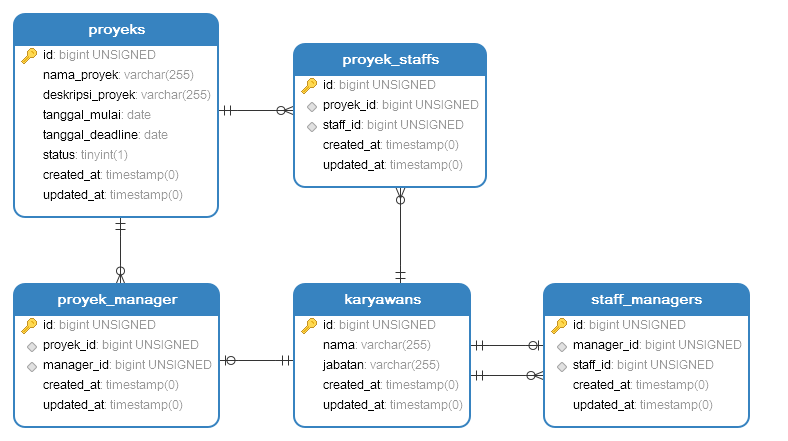 proyeks
id: bigint UNSIGNED
nama_proyek: varchar(255)
deskripsi_proyek: varchar(255)
tanggal_mulai: date
tanggal_deadline: date
status: tinyint(1)
created_at: timestamp(0)
updated_at: timestamp(0)
proyek_staffs
id: bigint UNSIGNED
proyek_id: bigint UNSIGNED
staff_id: bigint UNSIGNED
created_at: timestamp(0)
updated_at: timestamp(0)
proyek_manager
id: bigint UNSIGNED
proyek_id: bigint UNSIGNED
manager_id: bigint UNSIGNED
created_at: timestamp(0)
updated_at: timestamp(0)
karyawans
id: bigint UNSIGNED
nama: varchar(255)
jabatan: varchar(255)
created_at: timestamp(0)
updated_at: timestamp(0)
staff_managers
id: bigint UNSIGNED
manager_id: bigint UNSIGNED
staff_id: bigint UNSIGNED
created_at: timestamp(0)
updated_at: timestamp(0)